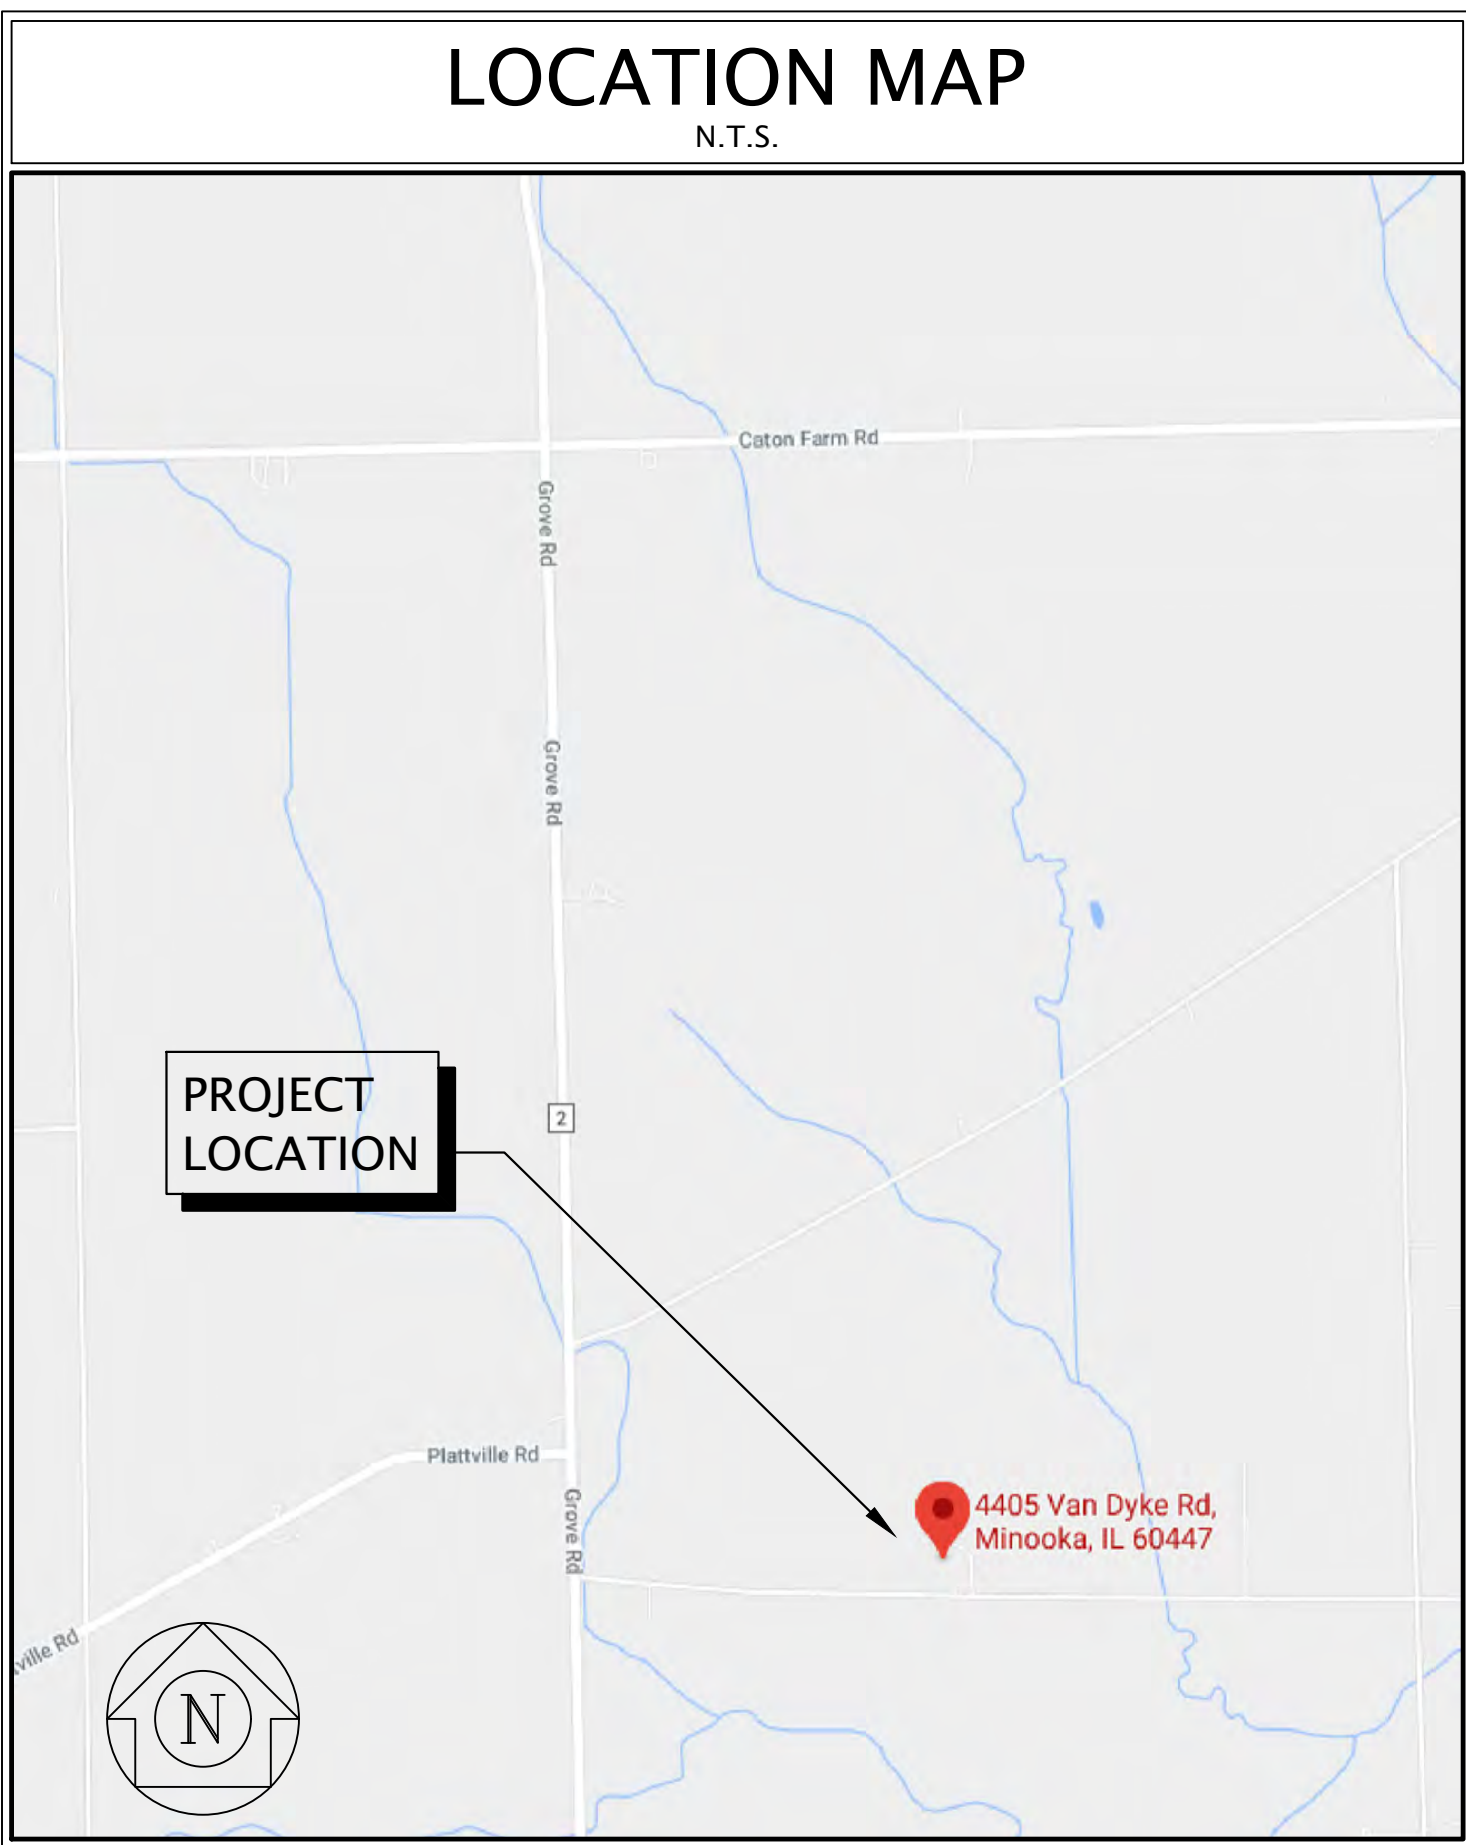 LOCATION MAP
N.T.S.
Caton Farm Rd
Grove Rd
Grove Rd
PROJECT
LOCATION
2
Plattville Rd
Grove Rd
4405 Van Dyke Rd,
Minooka, IL 60447
ville Rd
N